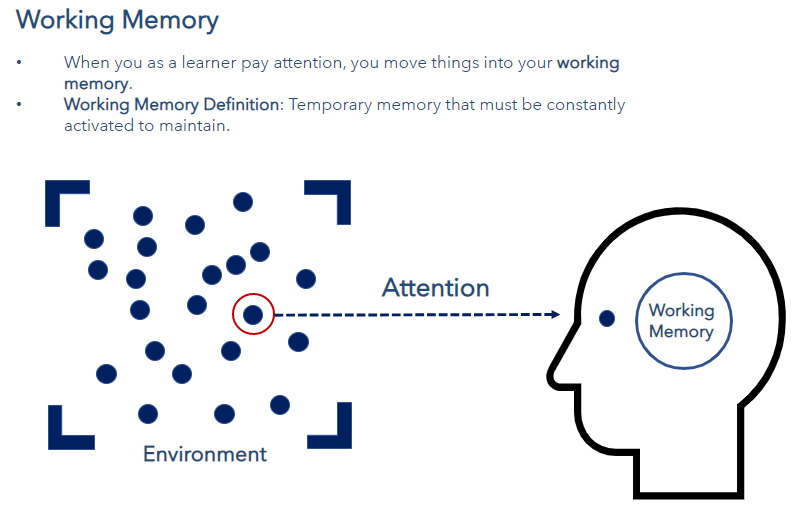 Working Memory
• When you as a learner pay attention, you move things into your working
memory.
• Working Memory Definition: Temporary memory that must be constantly
activated to maintain.
Attention
Working
Memory
Environment